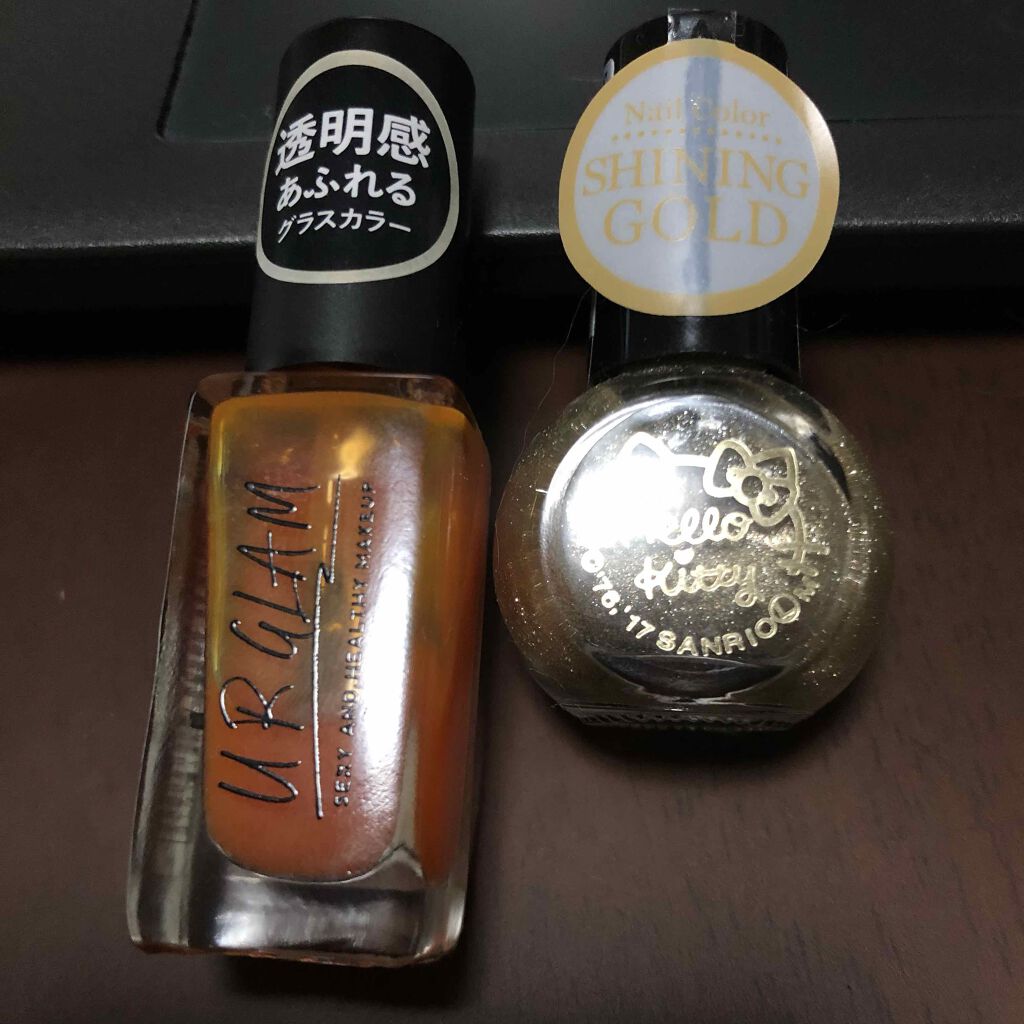 透明感
あふれる
グラスカラー
UR GLAM
SEXY AND HEALTHY MAKEUP
Nail Color
SHINING
GOLD
Hello
Kitty
©'76,'17 SANRIO Ⓛ